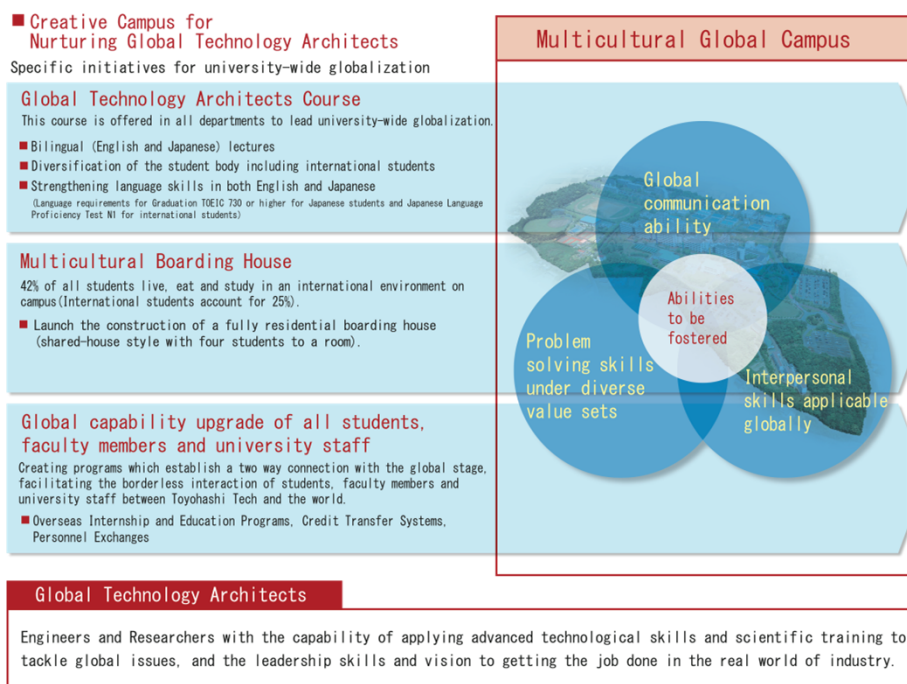 ■ Creative Campus for
Nurturing Global Technology Architects
Specific initiatives for university-wide globalization
Global Technology Architects Course
This course is offered in all departments to lead university-wide globalization.
■ Bilingual (English and Japanese) lectures
■ Diversification of the student body including international students
■ Strengthening language skills in both English and Japanese
(Language requirements for Graduation TOEIC 730 or higher for Japanese students and Japanese Language
Proficiency Test N1 for international students)
Multicultural Boarding House
42% of all students live, eat and study in an international environment on
campus(International students account for 25%).
■ Launch the construction of a fully residential boarding house
(shared-house style with four students to a room).
Global capability upgrade of all students,
faculty members and university staff
Creating programs which establish a two way connection with the global stage,
facilitating the borderless interaction of students, faculty members and
university staff between Toyohashi Tech and the world.
■ Overseas Internship and Education Programs, Credit Transfer Systems,
Personnel Exchanges
Multicultural Global Campus
Global
communication
ability
Abilities
to be
fostered
Problem
solving skills
under diverse
value sets
Interpersonal
skills applicable
globally
Global Technology Architects
Engineers and Researchers with the capability of applying advanced technological skills and scientific training to
tackle global issues, and the leadership skills and vision to getting the job done in the real world of industry.